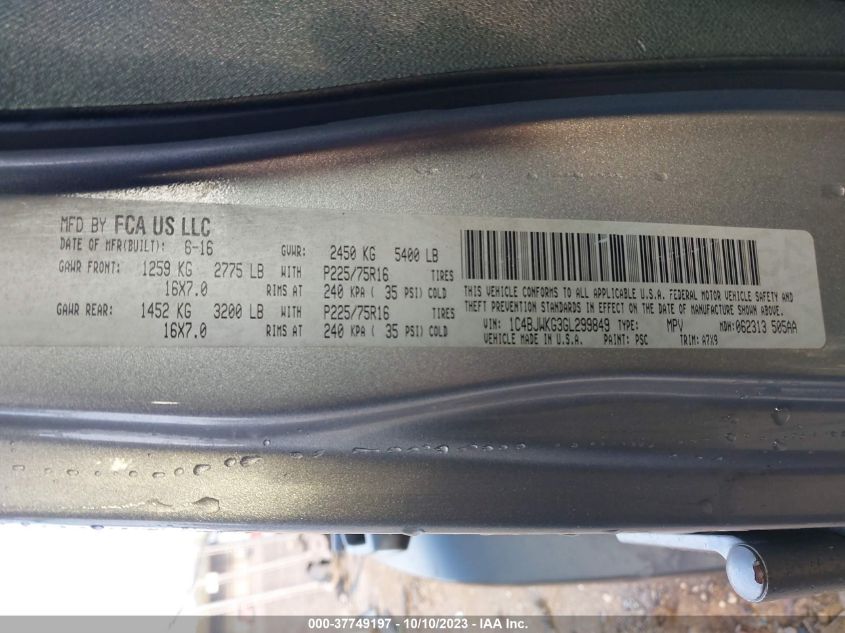 MFD BY FCA US LLC
DATE OF MFR(BUILT): 6-16 GVWR: 2450 KG 5400 LB
GAWR FRONT: 1259 KG 2775 LB WITH P225/75R16 TIRES
16X7.0 RIMS AT 240 KPA ( 35 PSI) COLD
GAWR REAR: 1452 KG 3200 LB WITH P225/75R16 TIRES
16X7.0 RIMS AT 240 KPA ( 35 PSI) COLD
THIS VEHICLE CONFORMS TO ALL APPLICABLE U.S.A. FEDERAL MOTOR VEHICLE SAFETY AND
THEFT PREVENTION STANDARDS IN EFFECT ON THE DATE OF MANUFACTURE SHOWN ABOVE.
VIN: 1C4BJWKG3GL299849 TYPE: MPV MDH: 062313 505AA
VEHICLE MADE IN U.S.A. PAINT: PSC TRIM: A7X9
000-37749197 - 10/10/2023 - IAA Inc.